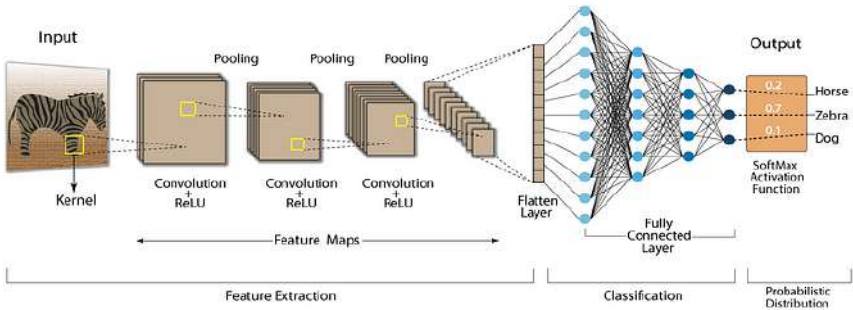 Input
Pooling
Pooling
Pooling
Output
Kernel
Convolution
+
ReLU
Convolution
+
ReLU
Convolution
+
ReLU
Flatten
Layer
0.2
0.7
0.1
Horse
Zebra
Dog
SoftMax
Activation
Function
Feature Maps
Fully
Connected
Layer
Feature Extraction
Classification
Probabilistic
Distribution